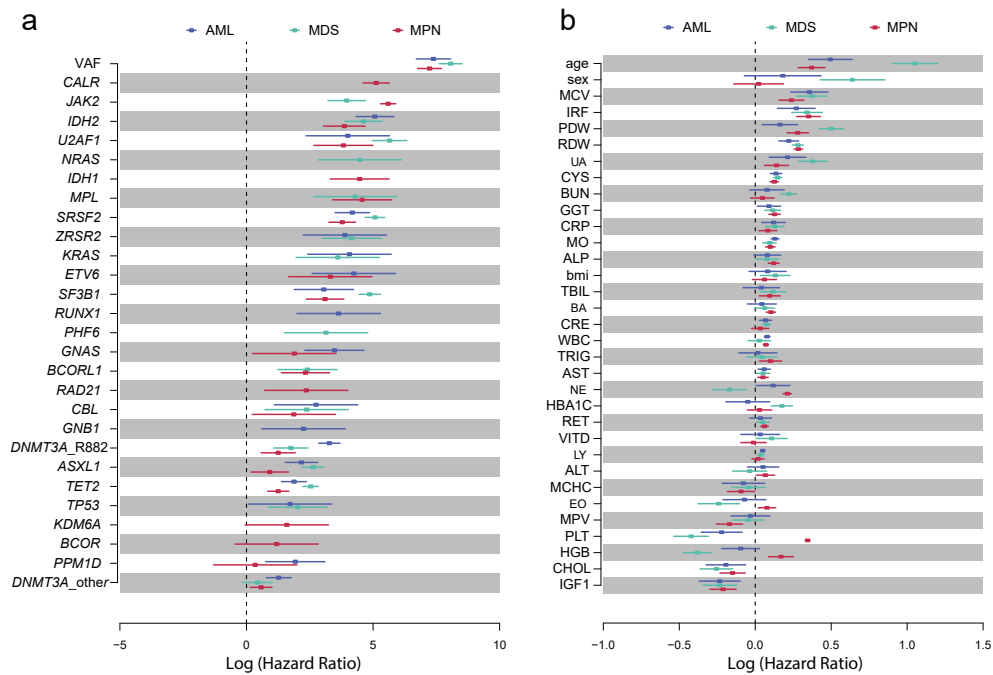 a
AML MDS MPN
VAF
CALR
JAK2
IDH2
U2AF1
NRAS
IDH1
MPL
SRSF2
ZRSR2
KRAS
ETV6
SF3B1
RUNX1
PHF6
GNAS
BCORL1
RAD21
CBL
GNB1
DNMT3A_R882
ASXL1
TET2
TP53
KDM6A
BCOR
PPM1D
DNMT3A_other
−5 0 5 10
Log (Hazard Ratio)
b
AML MDS MPN
age
sex
MCV
IRF
PDW
RDW
UA
CYS
BUN
GGT
CRP
MO
ALP
bmi
TBIL
BA
CRE
WBC
TRIG
AST
NE
HBA1C
RET
VITD
LY
ALT
MCHC
EO
MPV
PLT
HGB
CHOL
IGF1
−1.0 −0.5 0.0 0.5 1.0 1.5
Log (Hazard Ratio)